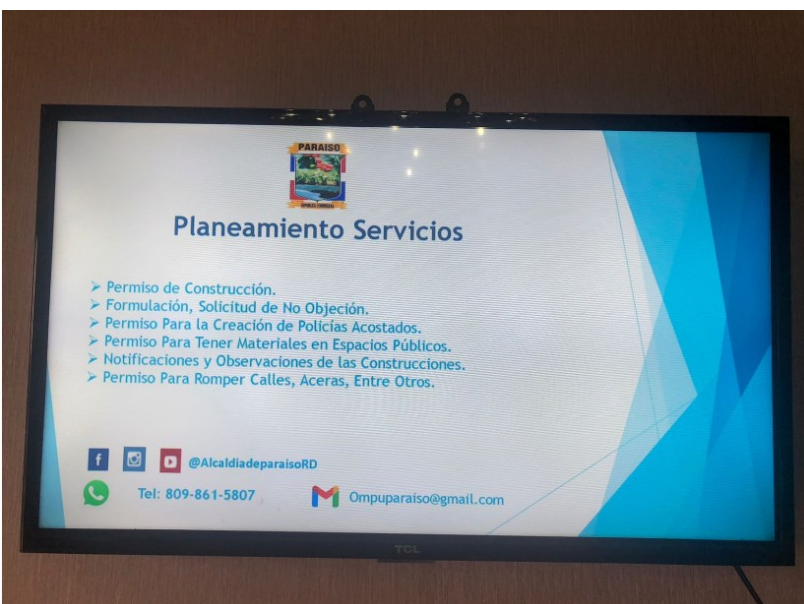 PARAISO
REPUBLICA DOMINICANA
Planeamiento Servicios
➢ Permiso de Construcción.
➢ Formulación, Solicitud de No Objeción.
➢ Permiso Para la Creación de Policías Acostados.
➢ Permiso Para Tener Materiales en Espacios Públicos.
➢ Notificaciones y Observaciones de las Construcciones.
➢ Permiso Para Romper Calles, Aceras, Entre Otros.
@AlcaldiadeparaisoRD
Tel: 809-861-5807
Ompuparaiso@gmail.com
TCL